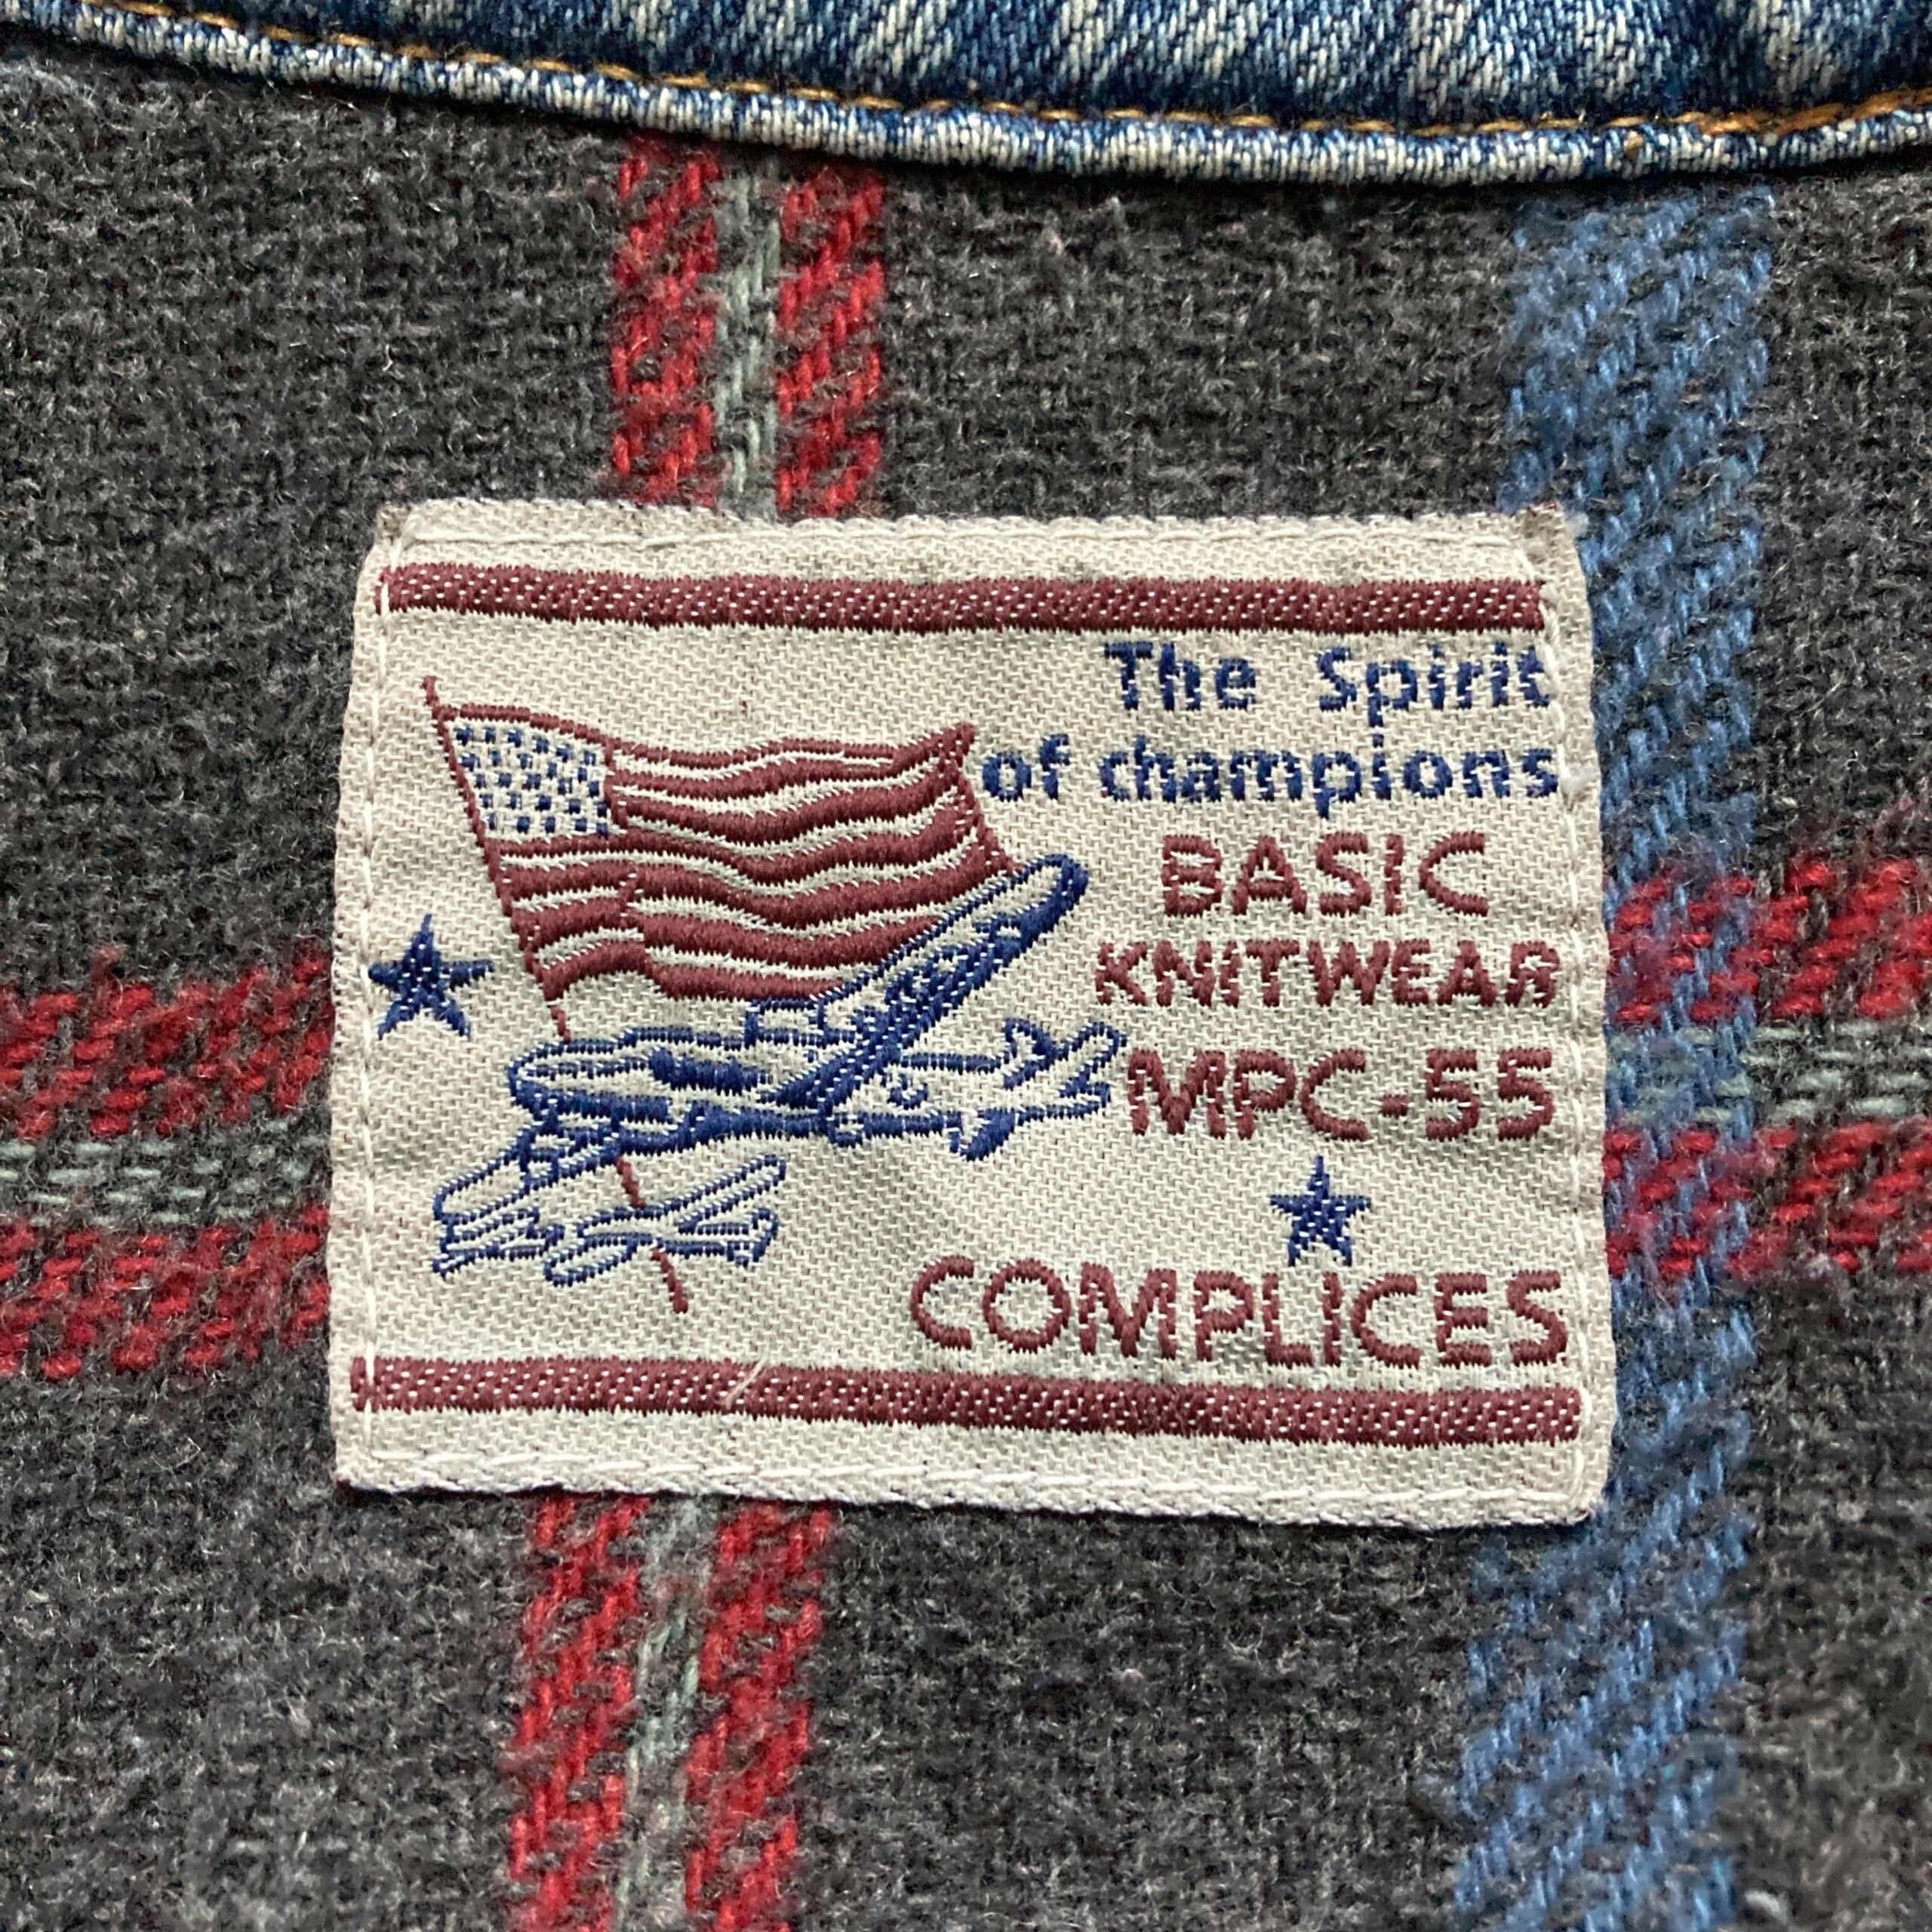 The Spirit
of champions
BASIC
KNITWEAR
MPC-55
COMPLICES